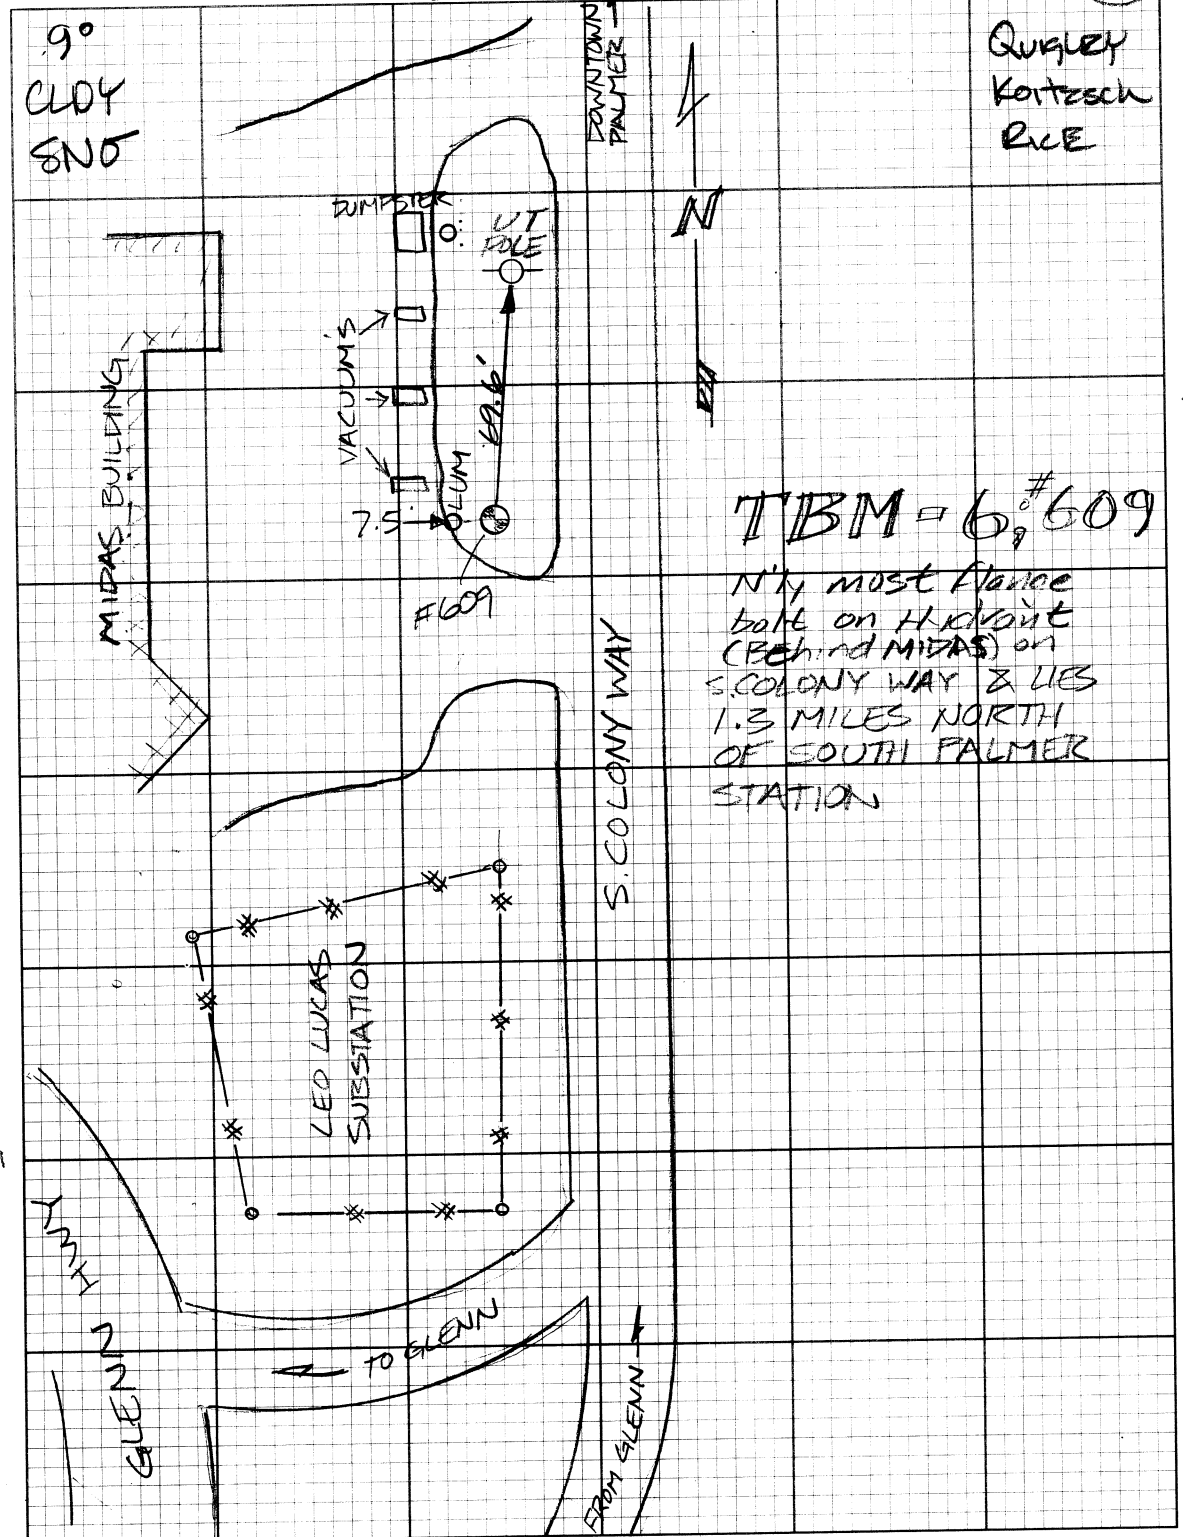 9°
CLDY
SNO
DOWNTOWN
PALMER
Quigley
Koitzsch
RICE
DUMPSTER
UT
POLE
N
VACUUM'S
69.6'
MIDAS BUILDING
LUM
7.5
#609
TBM = 6; #609
N'ly most flange
bolt on Hydrant
(Behind MIDAS) on
S. COLONY WAY & LIES
1.3 MILES NORTH
OF SOUTH PALMER
STATION
S. COLONY WAY
LEO LUCAS
SUBSTATION
GLENN
TO GLENN
FROM GLENN